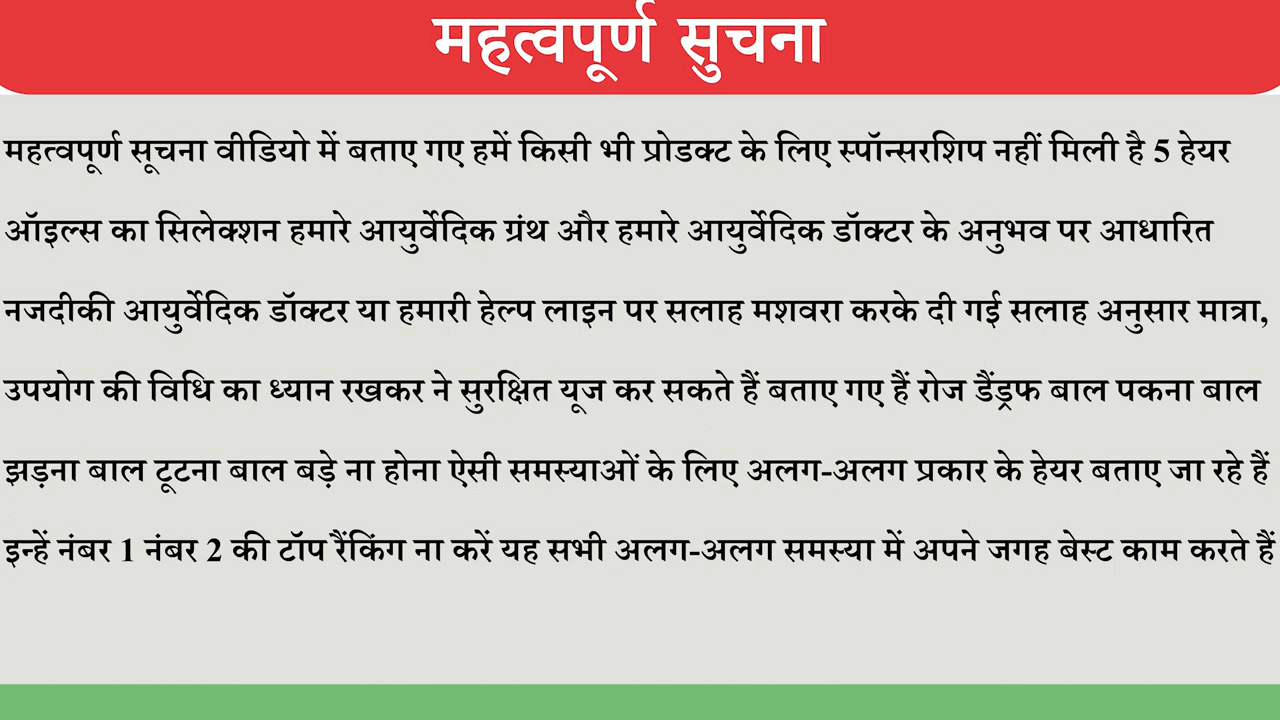 महत्वपूर्ण सुचना
महत्वपूर्ण सूचना वीडियो में बताए गए हमें किसी भी प्रोडक्ट के लिए स्पॉन्सरशिप नहीं मिली है 5 हेयर
ऑइल्स का सिलेक्शन हमारे आयुर्वेदिक ग्रंथ और हमारे आयुर्वेदिक डॉक्टर के अनुभव पर आधारित
नजदीकी आयुर्वेदिक डॉक्टर या हमारी हेल्प लाइन पर सलाह मशवरा करके दी गई सलाह अनुसार मात्रा,
उपयोग की विधि का ध्यान रखकर ने सुरक्षित यूज कर सकते हैं बताए गए हैं रोज डैंड्रफ बाल पकना बाल
झड़ना बाल टूटना बाल बड़े ना होना ऐसी समस्याओं के लिए अलग-अलग प्रकार के हेयर बताए जा रहे हैं
इन्हें नंबर 1 नंबर 2 की टॉप रैंकिंग ना करें यह सभी अलग-अलग समस्या में अपने जगह बेस्ट काम करते हैं